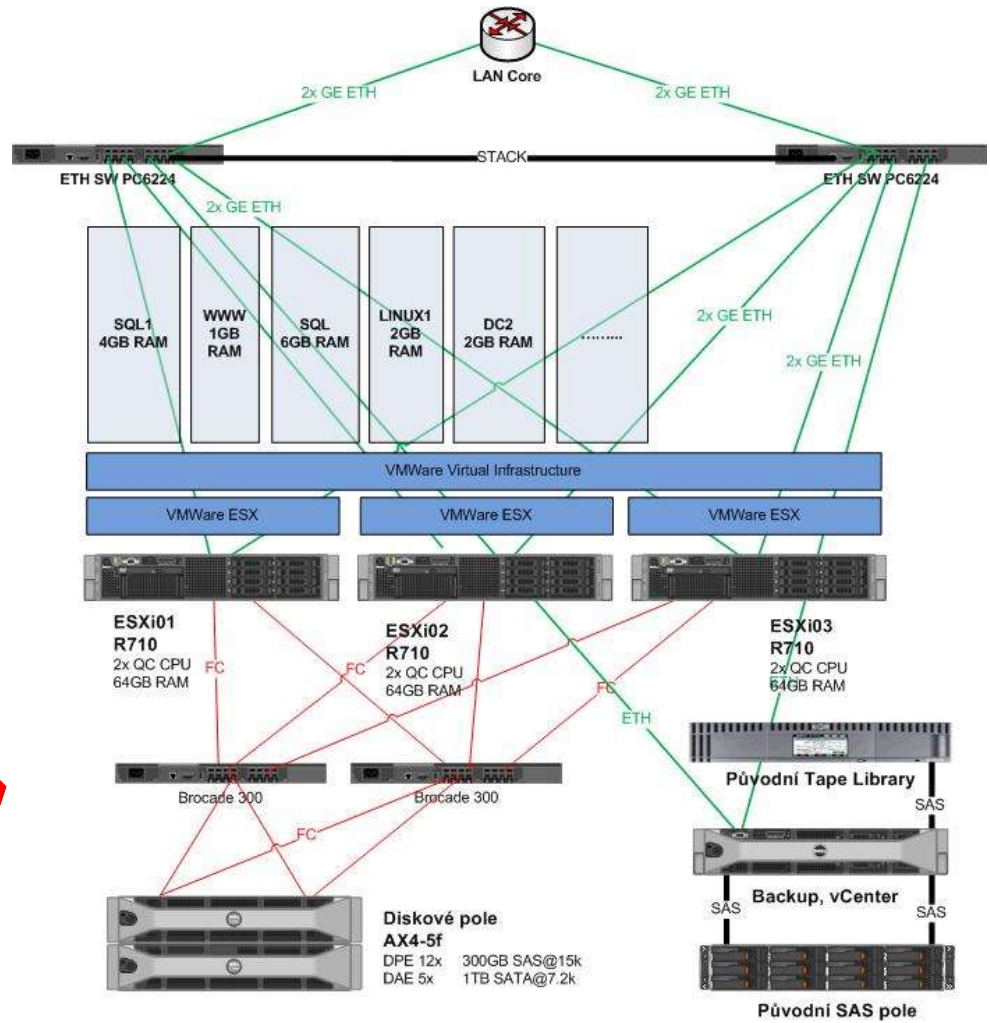 LAN Core
2x GE ETH
2x GE ETH
STACK
ETH SW PC6224
ETH SW PC6224
2x GE ETH
2x GE ETH
2x GE ETH
SQL1
4GB RAM
WWW
1GB
RAM
SQL
6GB RAM
LINUX1
2GB
RAM
DC2
2GB RAM
.........
VMWare Virtual Infrastructure
VMWare ESX
VMWare ESX
VMWare ESX
ESXi01
R710
2x QC CPU
64GB RAM
ESXi02
R710
2x QC CPU
64GB RAM
ESXi03
R710
2x QC CPU
64GB RAM
FC
FC
FC
ETH
ETH
Brocade 300
Brocade 300
FC
Původní Tape Library
SAS
Backup, vCenter
SAS
SAS
Diskové pole
AX4-5f
DPE 12x 300GB SAS@15k
DAE 5x 1TB SATA@7.2k
Původní SAS pole